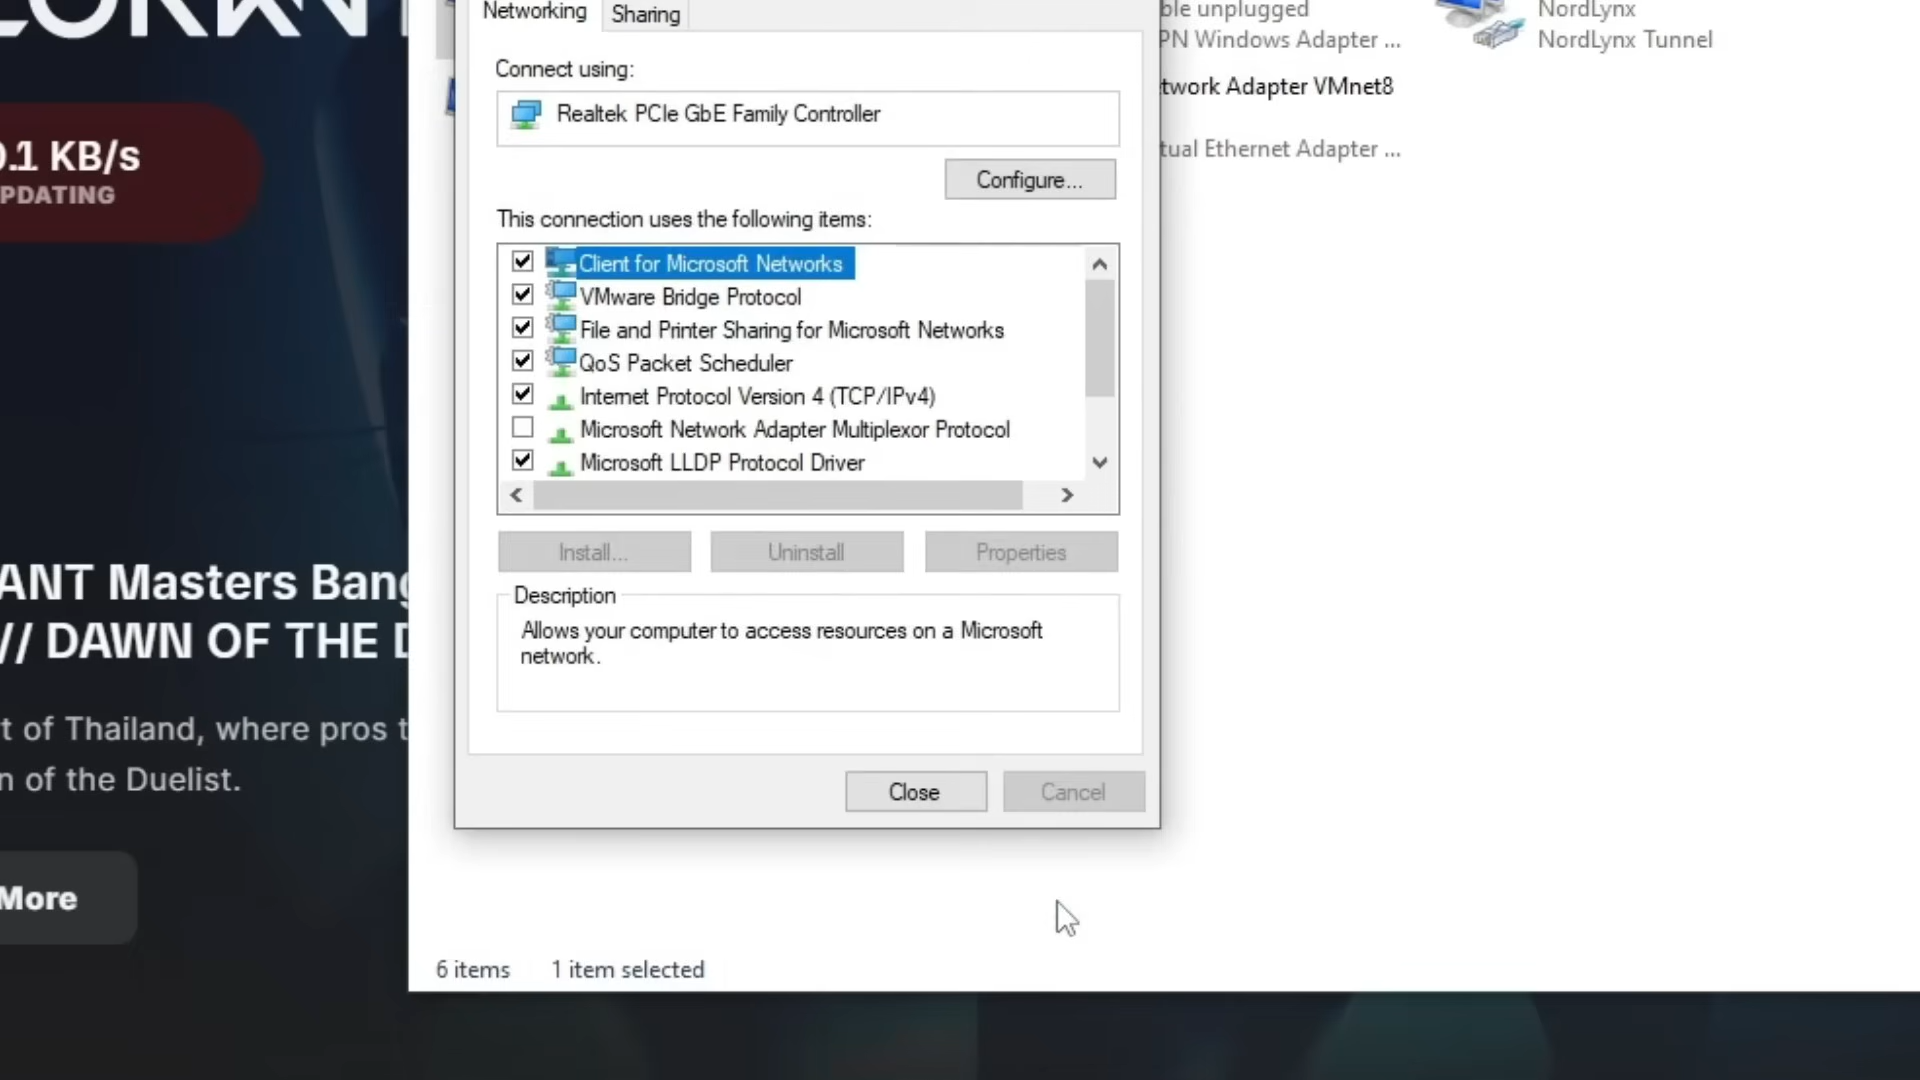 Networking
Sharing
Connect using:
Realtek PCIe GbE Family Controller
Configure...
This connection uses the following items:
Client for Microsoft Networks
VMware Bridge Protocol
File and Printer Sharing for Microsoft Networks
QoS Packet Scheduler
Internet Protocol Version 4 (TCP/IPv4)
Microsoft Network Adapter Multiplexor Protocol
Microsoft LLDP Protocol Driver
Install...
Uninstall
Properties
Description
Allows your computer to access resources on a Microsoft
network.
Close
Cancel
ble unplugged
PN Windows Adapter ...
twork Adapter VMnet8
tual Ethernet Adapter ...
NordLynx
NordLynx Tunnel
0.1 KB/s
PDATING
ANT Masters Bang
// DAWN OF THE D
t of Thailand, where pros t
n of the Duelist.
More
6 items
1 item selected